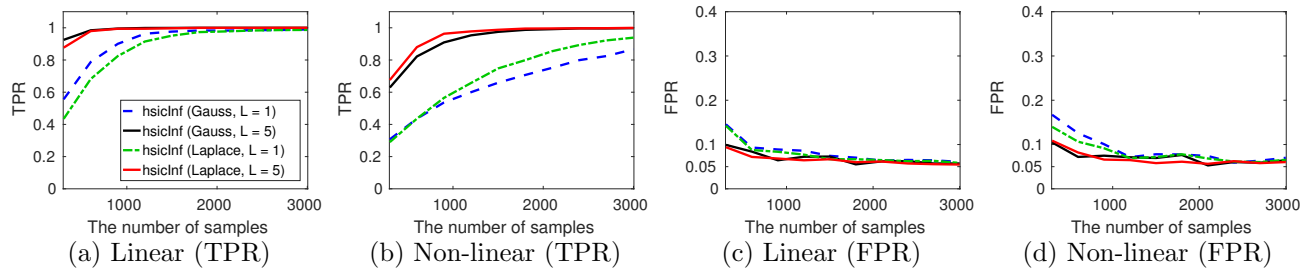 1
0.8
0.6
0.4
0.2
0
TPR
hsicInf (Gauss, L = 1)
hsicInf (Gauss, L = 5)
hsicInf (Laplace, L = 1)
hsicInf (Laplace, L = 5)
1000 2000 3000
The number of samples
(a) Linear (TPR)
1
0.8
0.6
0.4
0.2
0
TPR
1000 2000 3000
The number of samples
(b) Non-linear (TPR)
0.4
0.3
0.2
0.1
0.05
0
FPR
1000 2000 3000
The number of samples
(c) Linear (FPR)
0.4
0.3
0.2
0.1
0.05
0
FPR
1000 2000 3000
The number of samples
(d) Non-linear (FPR)